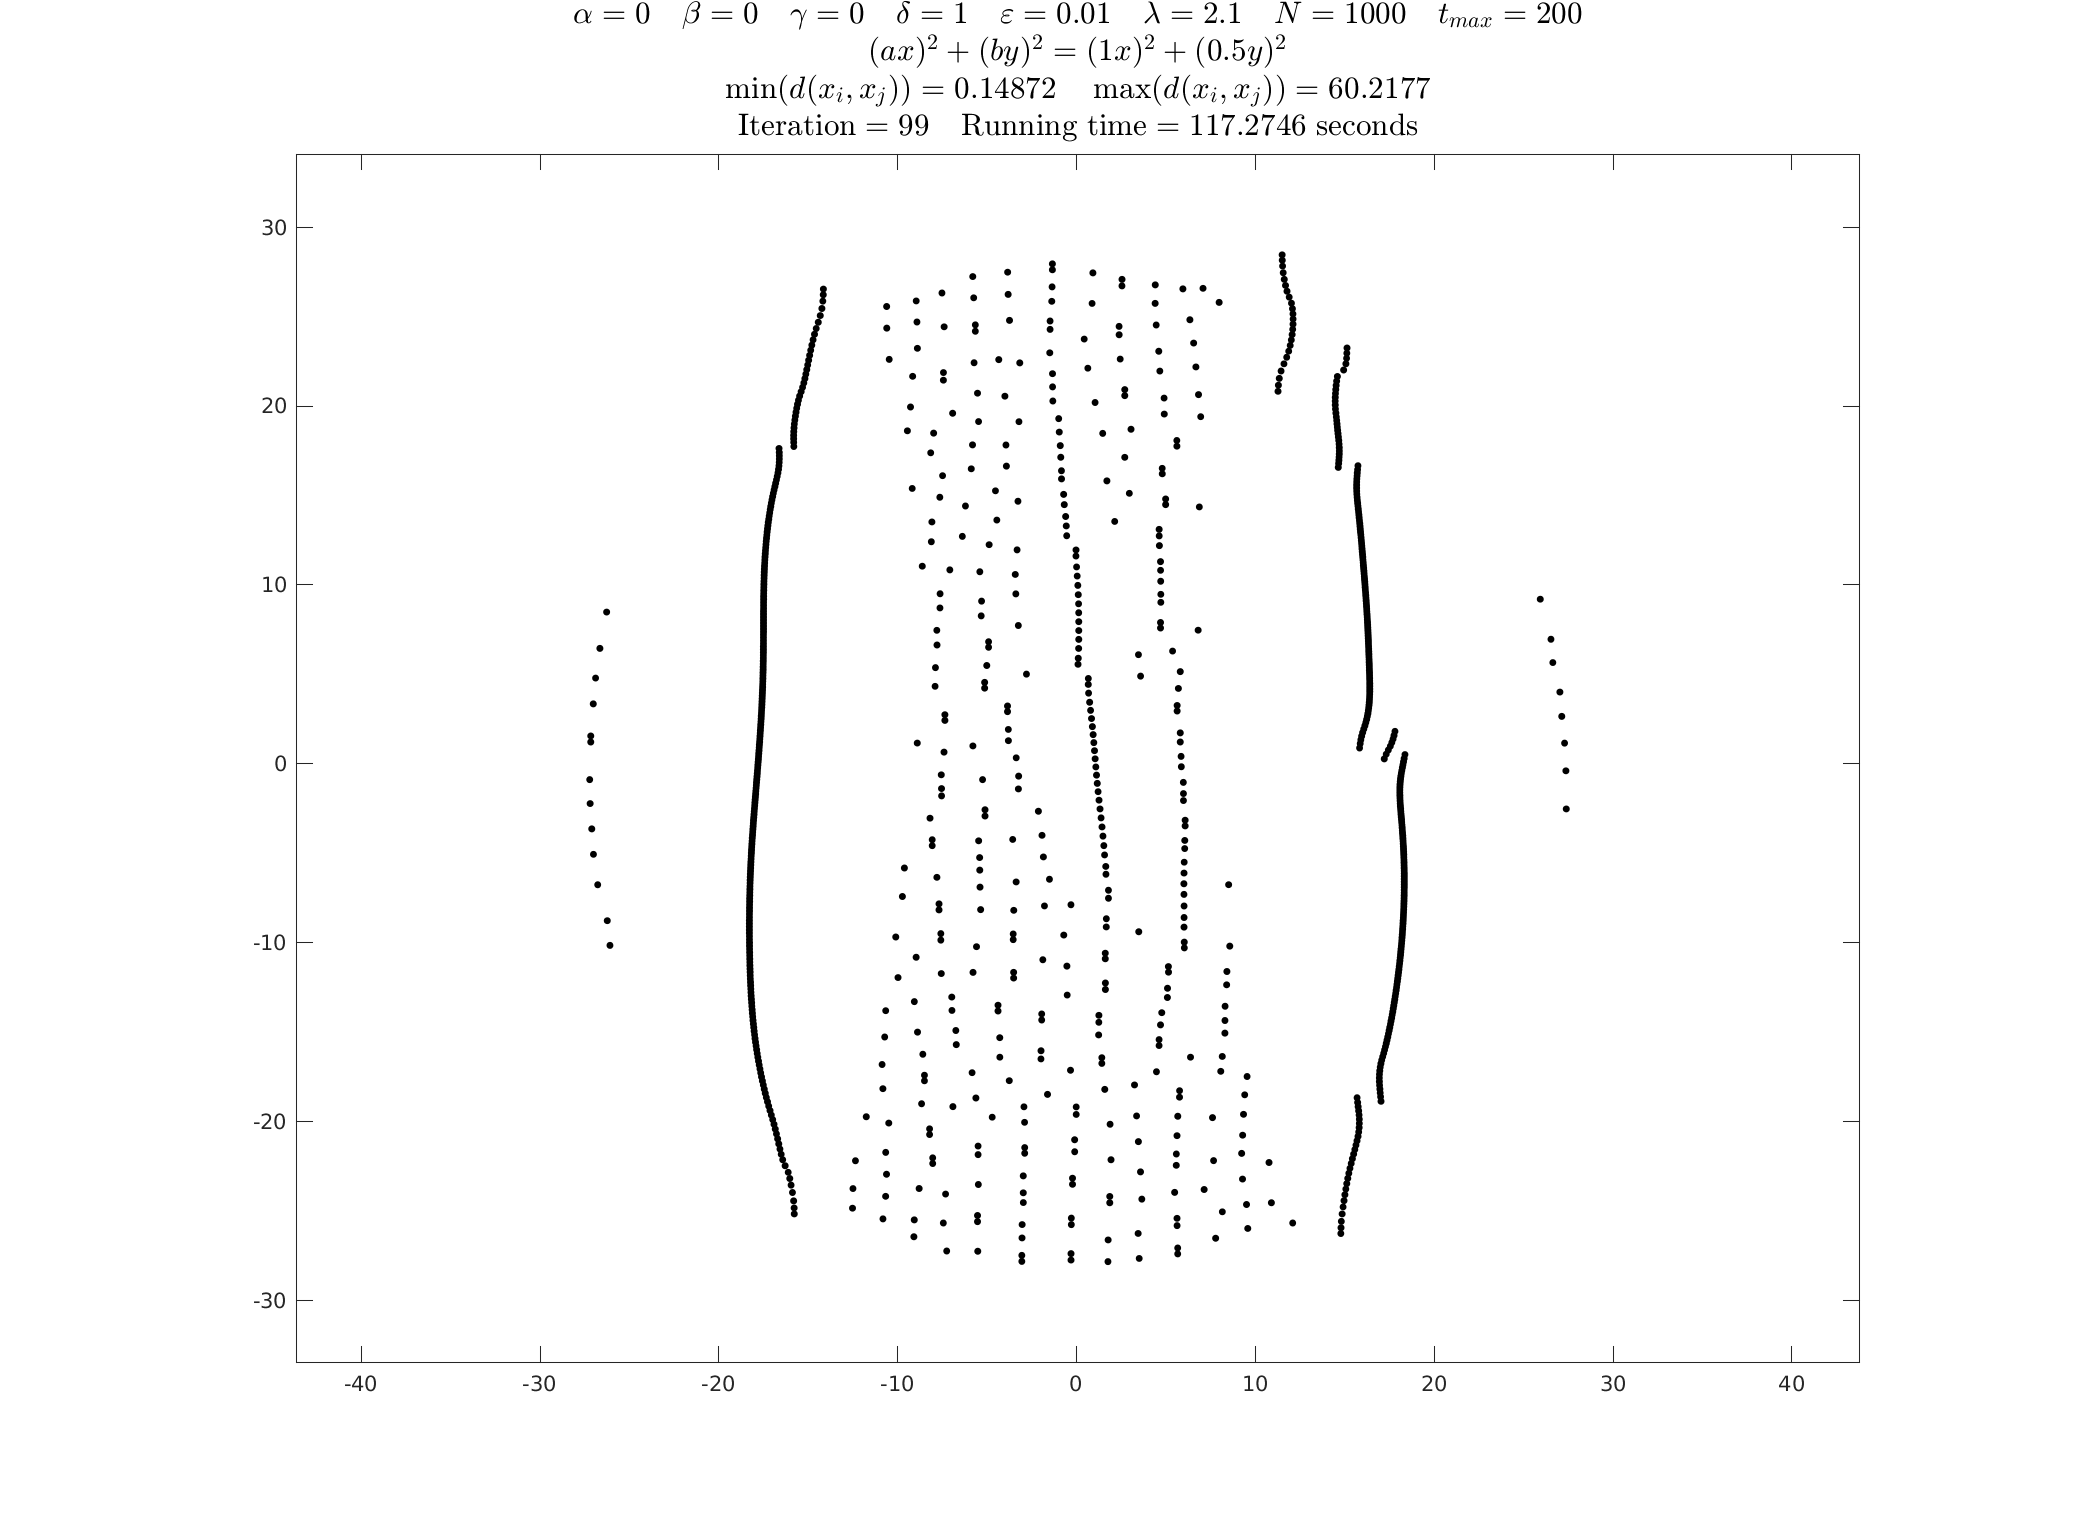 α = 0 β = 0 γ = 0 δ = 1 ε = 0.01 λ = 2.1 N = 1000 t_max = 200
(ax)² + (by)² = (1x)² + (0.5y)²
min(d(x_i, x_j)) = 0.14872 max(d(x_i, x_j)) = 60.2177
Iteration = 99 Running time = 117.2746 seconds
30
20
10
0
-10
-20
-30
-40 -30 -20 -10 0 10 20 30 40